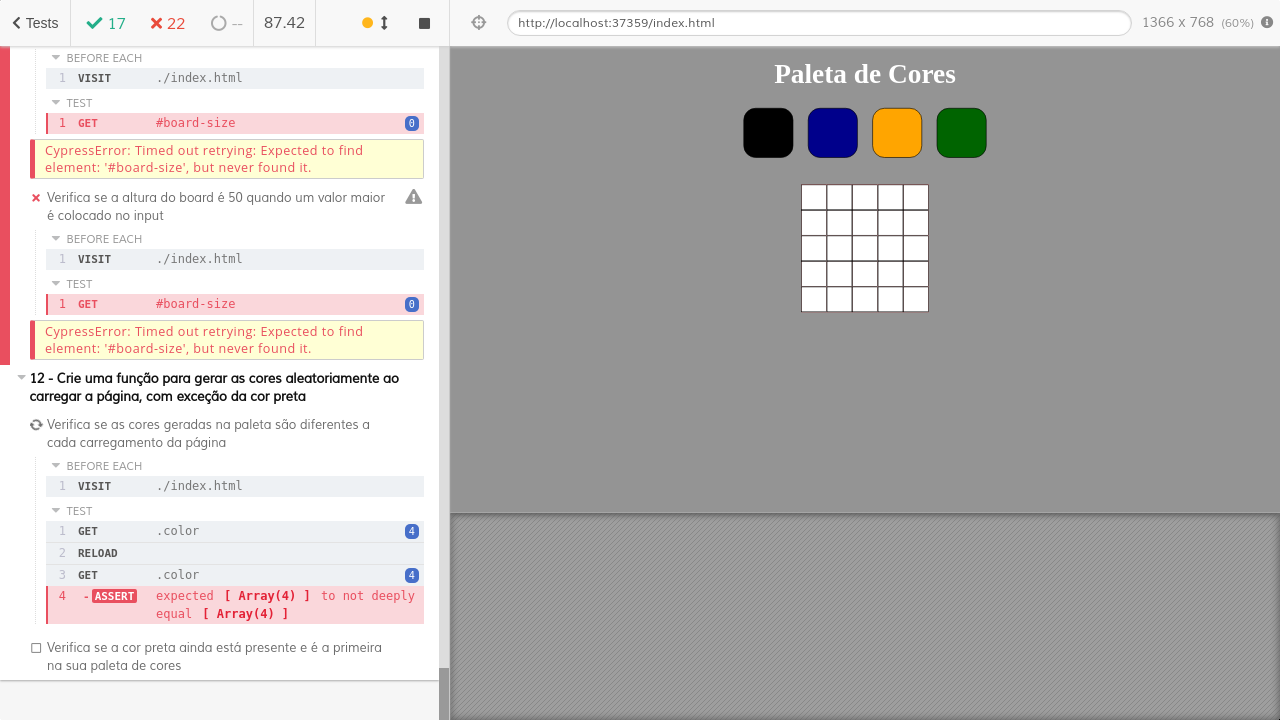 Tests 17 22 -- 87.42 http://localhost:37359/index.html 1366 x 768 (60%)
BEFORE EACH
1 VISIT ./index.html
TEST
1 GET #board-size 0
CypressError: Timed out retrying: Expected to find
element: '#board-size', but never found it.
Verifica se a altura do board é 50 quando um valor maior
é colocado no input
BEFORE EACH
1 VISIT ./index.html
TEST
1 GET #board-size 0
CypressError: Timed out retrying: Expected to find
element: '#board-size', but never found it.
12 - Crie uma função para gerar as cores aleatoriamente ao
carregar a página, com exceção da cor preta
Verifica se as cores geradas na paleta são diferentes a
cada carregamento da página
BEFORE EACH
1 VISIT ./index.html
TEST
1 GET .color 4
2 RELOAD
3 GET .color 4
4 -ASSERT expected [ Array(4) ] to not deeply
equal [ Array(4) ]
Verifica se a cor preta ainda está presente e é a primeira
na sua paleta de cores
Paleta de Cores